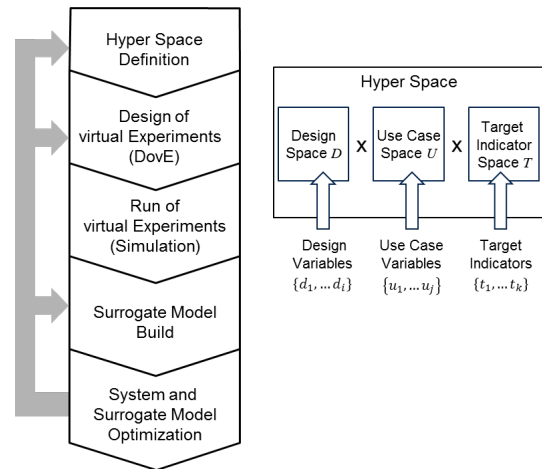 Hyper Space
Definition
Design of
virtual Experiments
(DovE)
Run of
virtual Experiments
(Simulation)
Surrogate Model
Build
System and
Surrogate Model
Optimization
Hyper Space
Design
Space D
x
Use Case
Space U
x
Target
Indicator
Space T
Design
Variables
{d₁, … dᵢ}
Use Case
Variables
{u₁, … uⱼ}
Target
Indicators
{t₁, … tₖ}